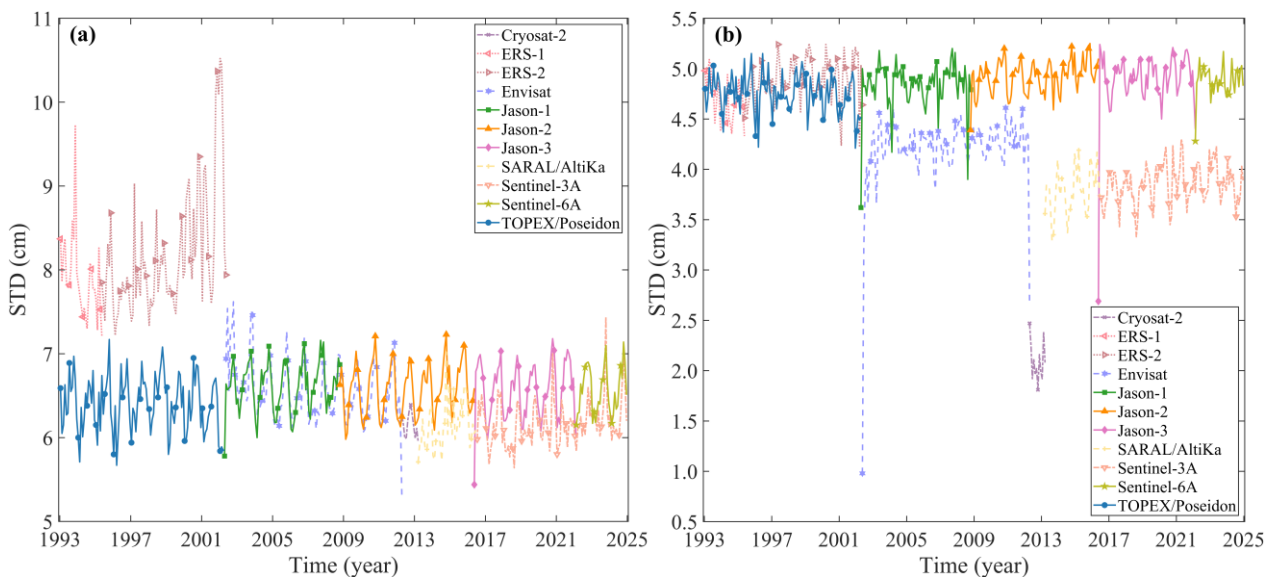 (a)
STD (cm)
11
10
9
8
7
6
5
1993 1997 2001 2005 2009 2013 2017 2021 2025
Time (year)
Cryosat-2
ERS-1
ERS-2
Envisat
Jason-1
Jason-2
Jason-3
SARAL/AltiKa
Sentinel-3A
Sentinel-6A
TOPEX/Poseidon
(b)
STD (cm)
5.5
5.0
4.5
4.0
3.5
3.0
2.5
2.0
1.5
1.0
0.5
1993 1997 2001 2005 2009 2013 2017 2021 2025
Time (year)
Cryosat-2
ERS-1
ERS-2
Envisat
Jason-1
Jason-2
Jason-3
SARAL/AltiKa
Sentinel-3A
Sentinel-6A
TOPEX/Poseidon